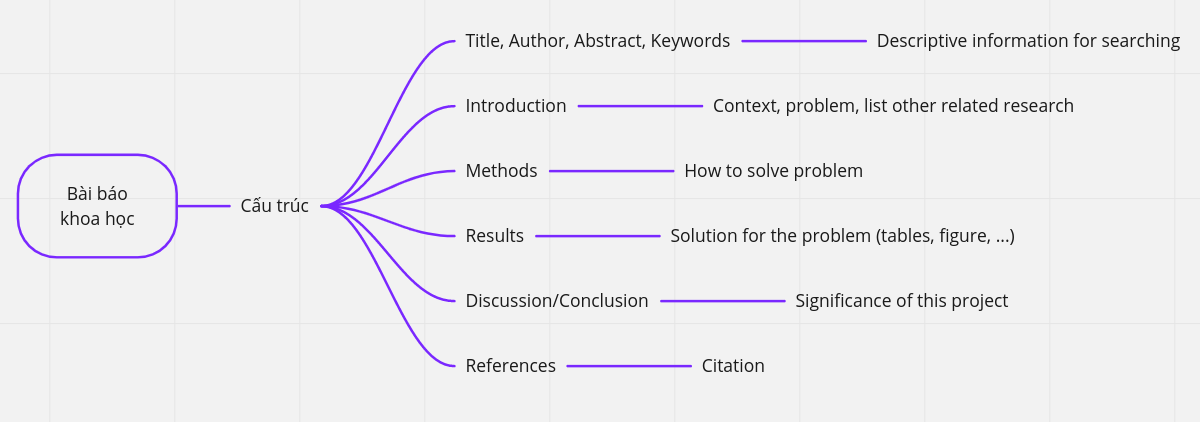 Bài báo
khoa học
Cấu trúc
Title, Author, Abstract, Keywords
Descriptive information for searching
Introduction
Context, problem, list other related research
Methods
How to solve problem
Results
Solution for the problem (tables, figure, ...)
Discussion/Conclusion
Significance of this project
References
Citation